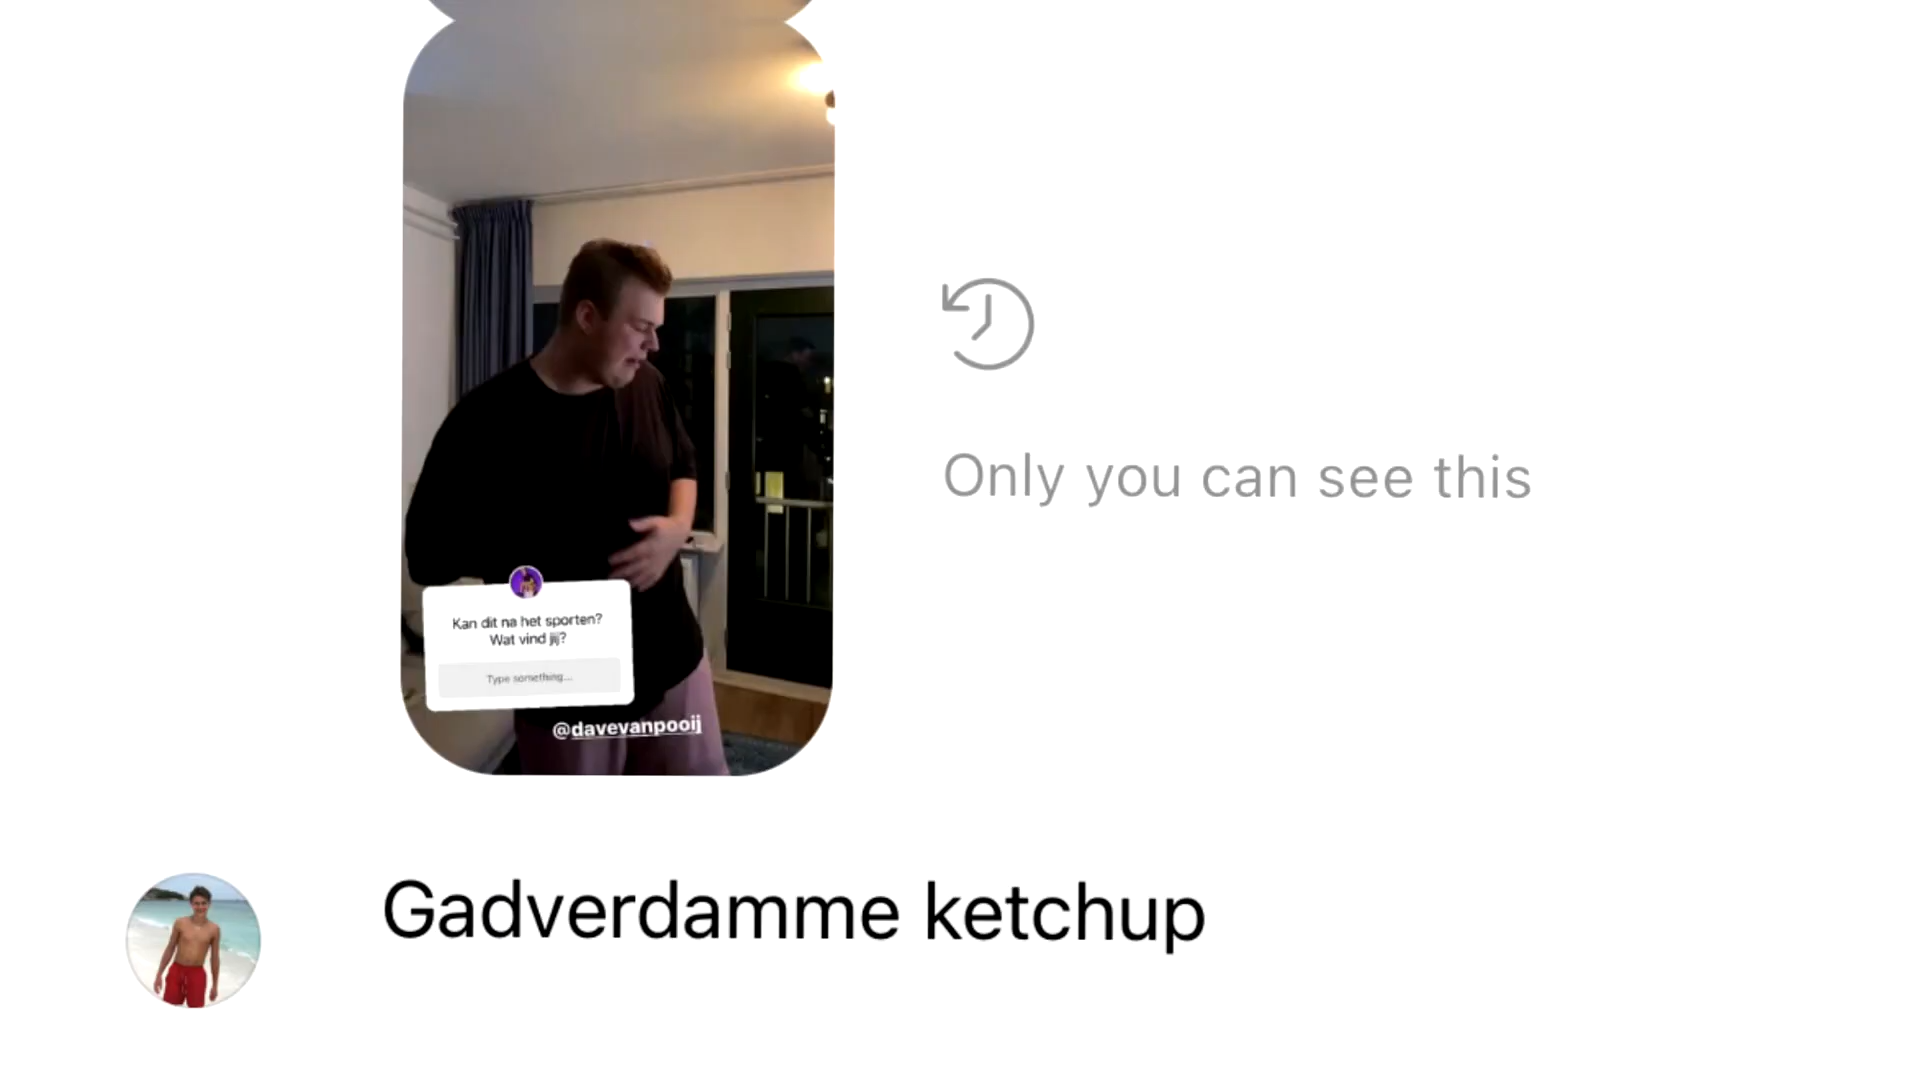 Only you can see this
Kan dit na het sporten?
Wat vind jij?
Type something...
@davevanpooij
Gadverdamme ketchup